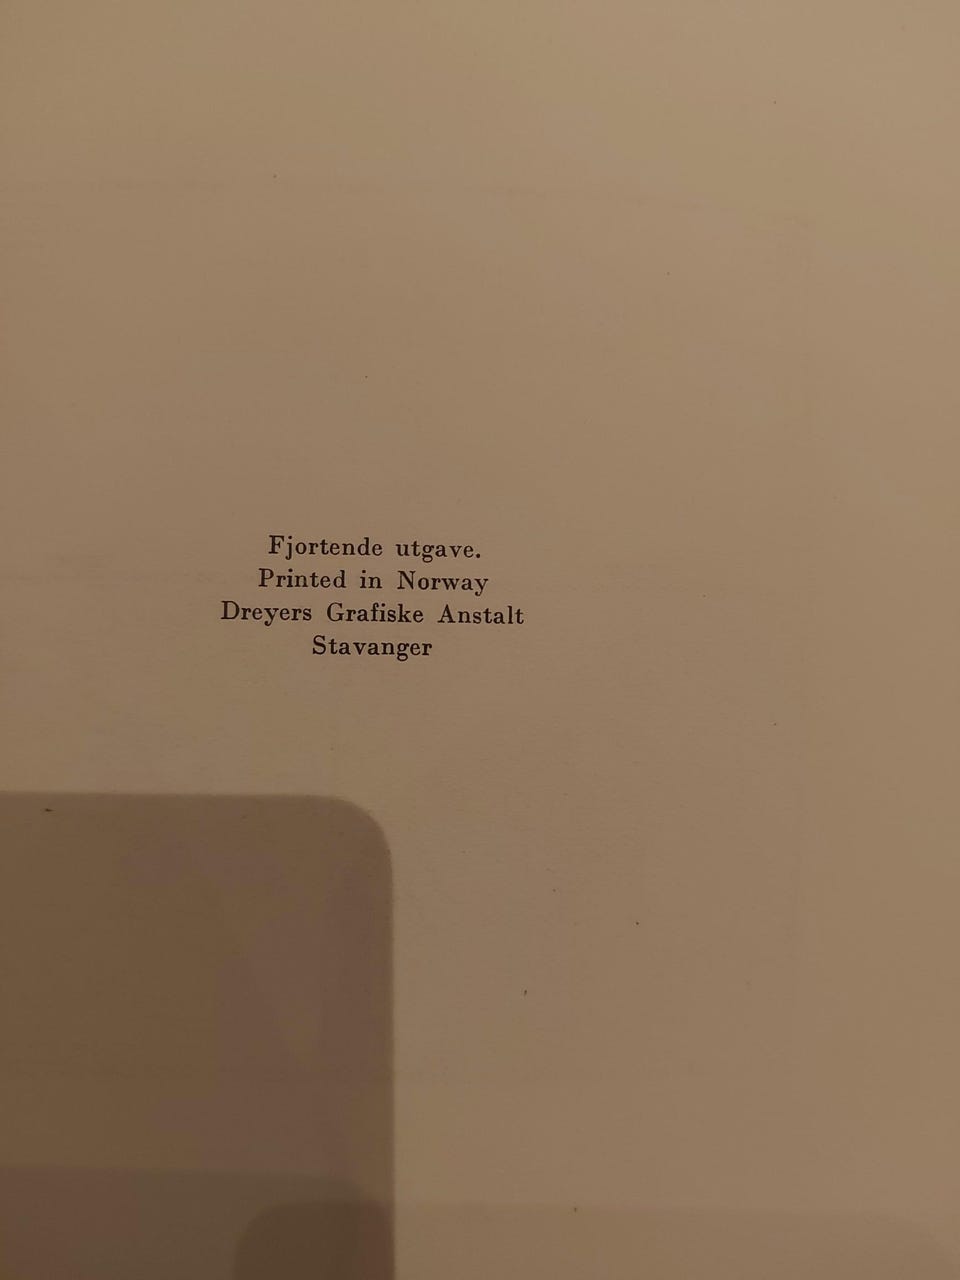 Fjortende utgave.
Printed in Norway
Dreyers Grafiske Anstalt
Stavanger